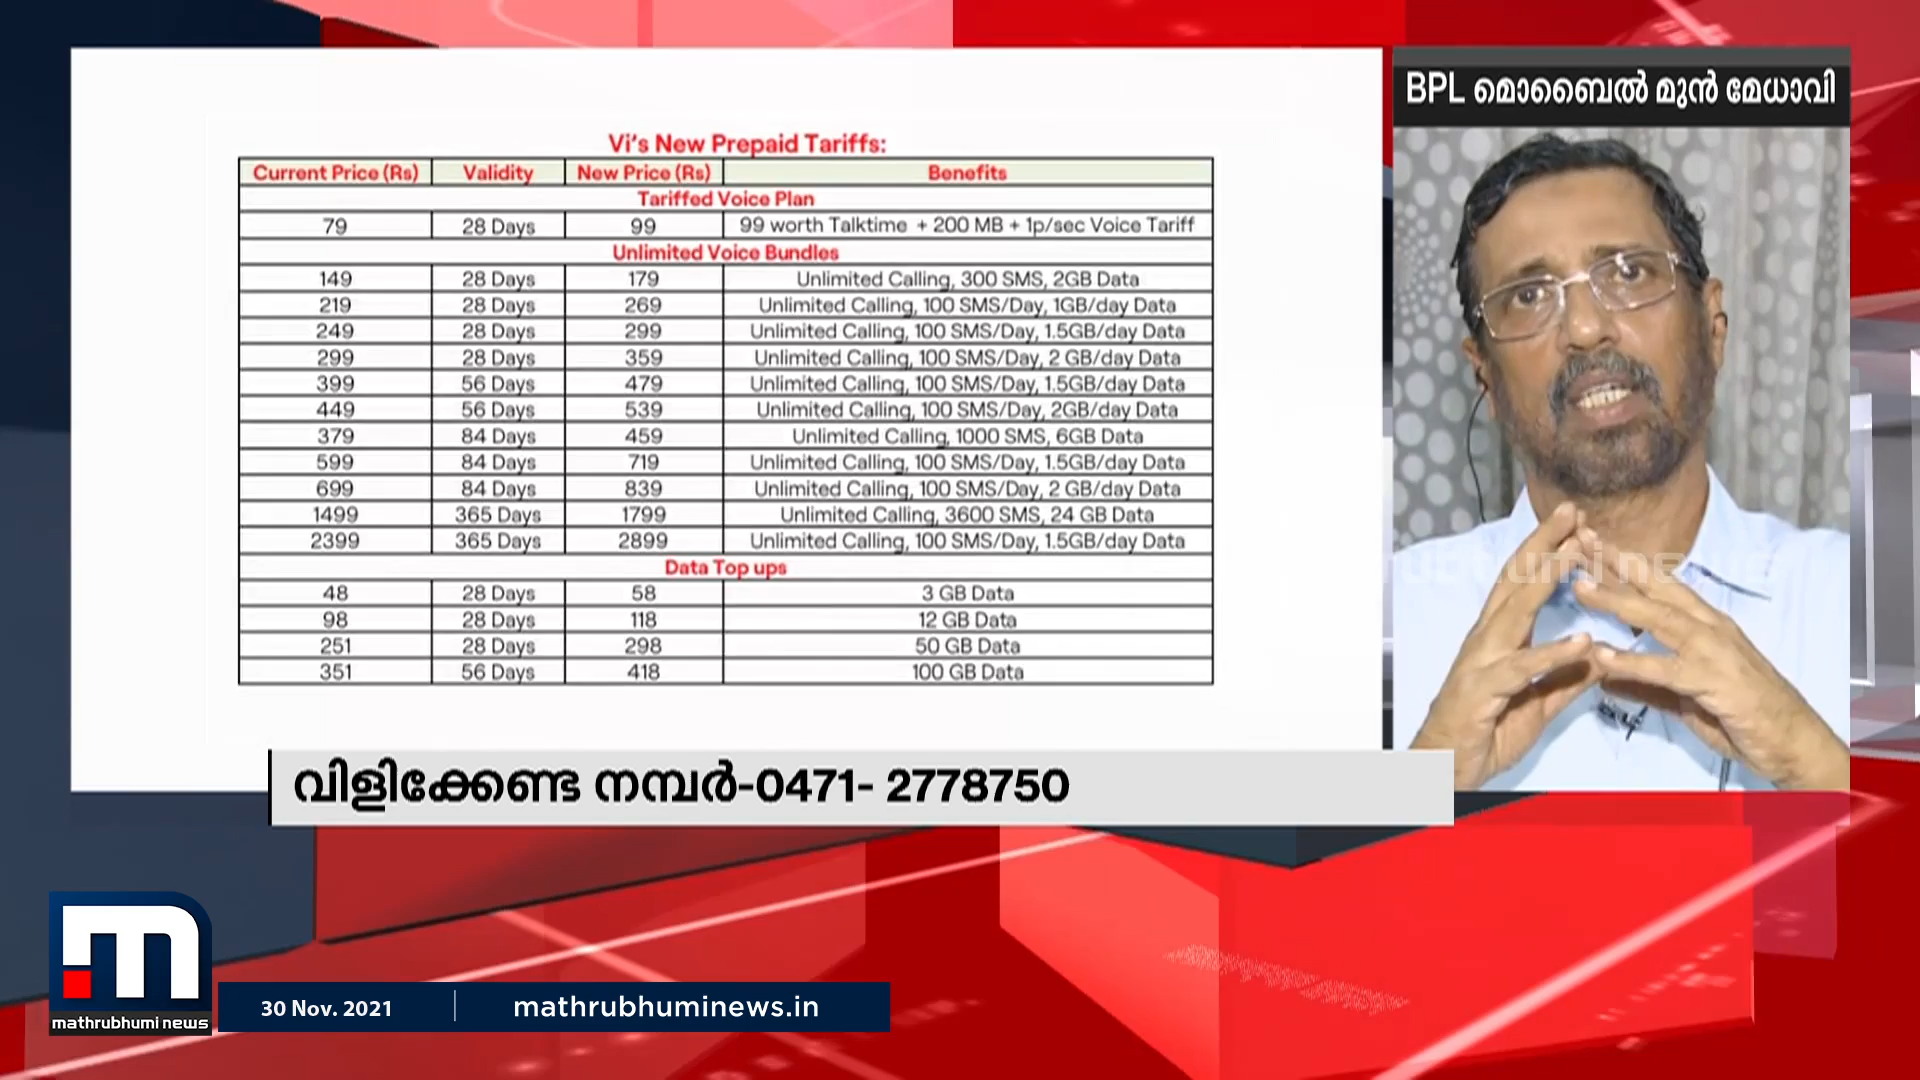 BPL മൊബൈൽ മുൻ മേധാവി
Vi's New Prepaid Tariffs:
Current Price (Rs) Validity New Price (Rs) Benefits
Tariffed Voice Plan
79 28 Days 99 99 worth Talktime + 200 MB + 1p/sec Voice Tariff
Unlimited Voice Bundles
149 28 Days 179 Unlimited Calling, 300 SMS, 2GB Data
219 28 Days 269 Unlimited Calling, 100 SMS/Day, 1GB/day Data
249 28 Days 299 Unlimited Calling, 100 SMS/Day, 1.5GB/day Data
299 28 Days 359 Unlimited Calling, 100 SMS/Day, 2 GB/day Data
399 56 Days 479 Unlimited Calling, 100 SMS/Day, 1.5GB/day Data
449 56 Days 539 Unlimited Calling, 100 SMS/Day, 2GB/day Data
379 84 Days 459 Unlimited Calling, 1000 SMS, 6GB Data
599 84 Days 719 Unlimited Calling, 100 SMS/Day, 1.5GB/day Data
699 84 Days 839 Unlimited Calling, 100 SMS/Day, 2 GB/day Data
1499 365 Days 1799 Unlimited Calling, 3600 SMS, 24 GB Data
2399 365 Days 2899 Unlimited Calling, 100 SMS/Day, 1.5GB/day Data
Data Top ups
48 28 Days 58 3 GB Data
98 28 Days 118 12 GB Data
251 28 Days 298 50 GB Data
351 56 Days 418 100 GB Data
വിളിക്കേണ്ട നമ്പർ-0471- 2778750
mathrubhumi news
30 Nov. 2021 mathrubhuminews.in